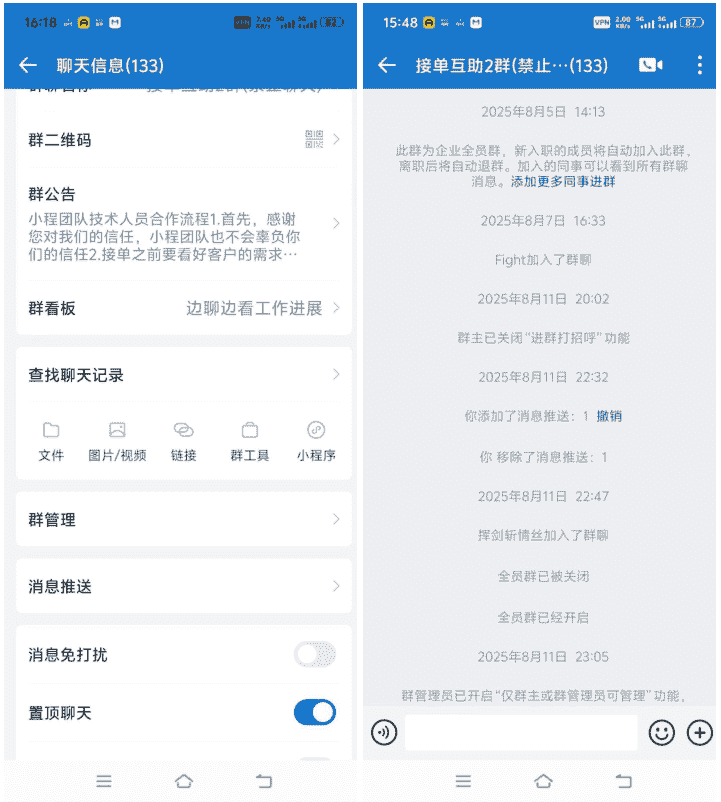 16:18
VPN 2.40 KB/s 5G 5G 82
聊天信息(133)
群二维码
群公告
小程团队技术人员合作流程1.首先，感谢
您对我们的信任，小程团队也不会辜负你
们的信任2.接单之前要看好客户的需求…
群看板
边聊边看工作进展
查找聊天记录
文件
图片/视频
链接
群工具
小程序
群管理
消息推送
消息免打扰
置顶聊天
15:48
VPN 2.00 KB/s 5G 5G 87
接单互助2群(禁止…(133)
2025年8月5日 14:13
此群为企业全员群，新入职的成员将自动加入此群，
离职后将自动退群。加入的同事可以看到所有群聊
消息。添加更多同事进群
2025年8月7日 16:33
Fight加入了群聊
2025年8月11日 20:02
群主已关闭“进群打招呼”功能
2025年8月11日 22:32
你添加了消息推送：1 撤销
你 移除了消息推送：1
2025年8月11日 22:47
挥剑斩情丝加入了群聊
全员群已被关闭
全员群已经开启
2025年8月11日 23:05
群管理员已开启“仅群主或群管理员可管理”功能，